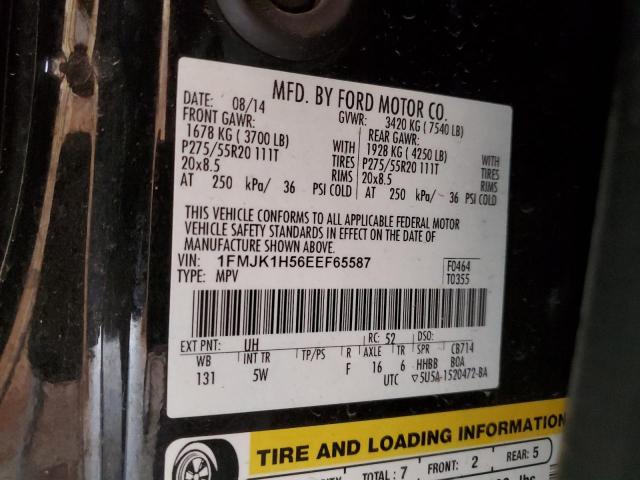 MFD. BY FORD MOTOR CO.
DATE: 08/14 GVWR: 3420 KG ( 7540 LB)
FRONT GAWR: REAR GAWR:
1678 KG ( 3700 LB) WITH 1928 KG ( 4250 LB) WITH
P275/55R20 111T TIRES P275/55R20 111T TIRES
20x8.5 RIMS 20x8.5 RIMS
AT 250 kPa/ 36 PSI COLD AT 250 kPa/ 36 PSI COLD
THIS VEHICLE CONFORMS TO ALL APPLICABLE FEDERAL MOTOR
VEHICLE SAFETY STANDARDS IN EFFECT ON THE DATE OF
MANUFACTURE SHOWN ABOVE.
VIN: 1FMJK1H56EEF65587 F0464
TYPE: MPV T0355
EXT PNT: UH RC: 52 DSO:
WB INT TR TP/PS R AXLE TR SPR CB714
131 5W F 16 6 HHBB BOA
UTC ▽5U5A-1520472-BA
TIRE AND LOADING INFORMATION
TOTAL: 7 FRONT: 2 REAR: 5